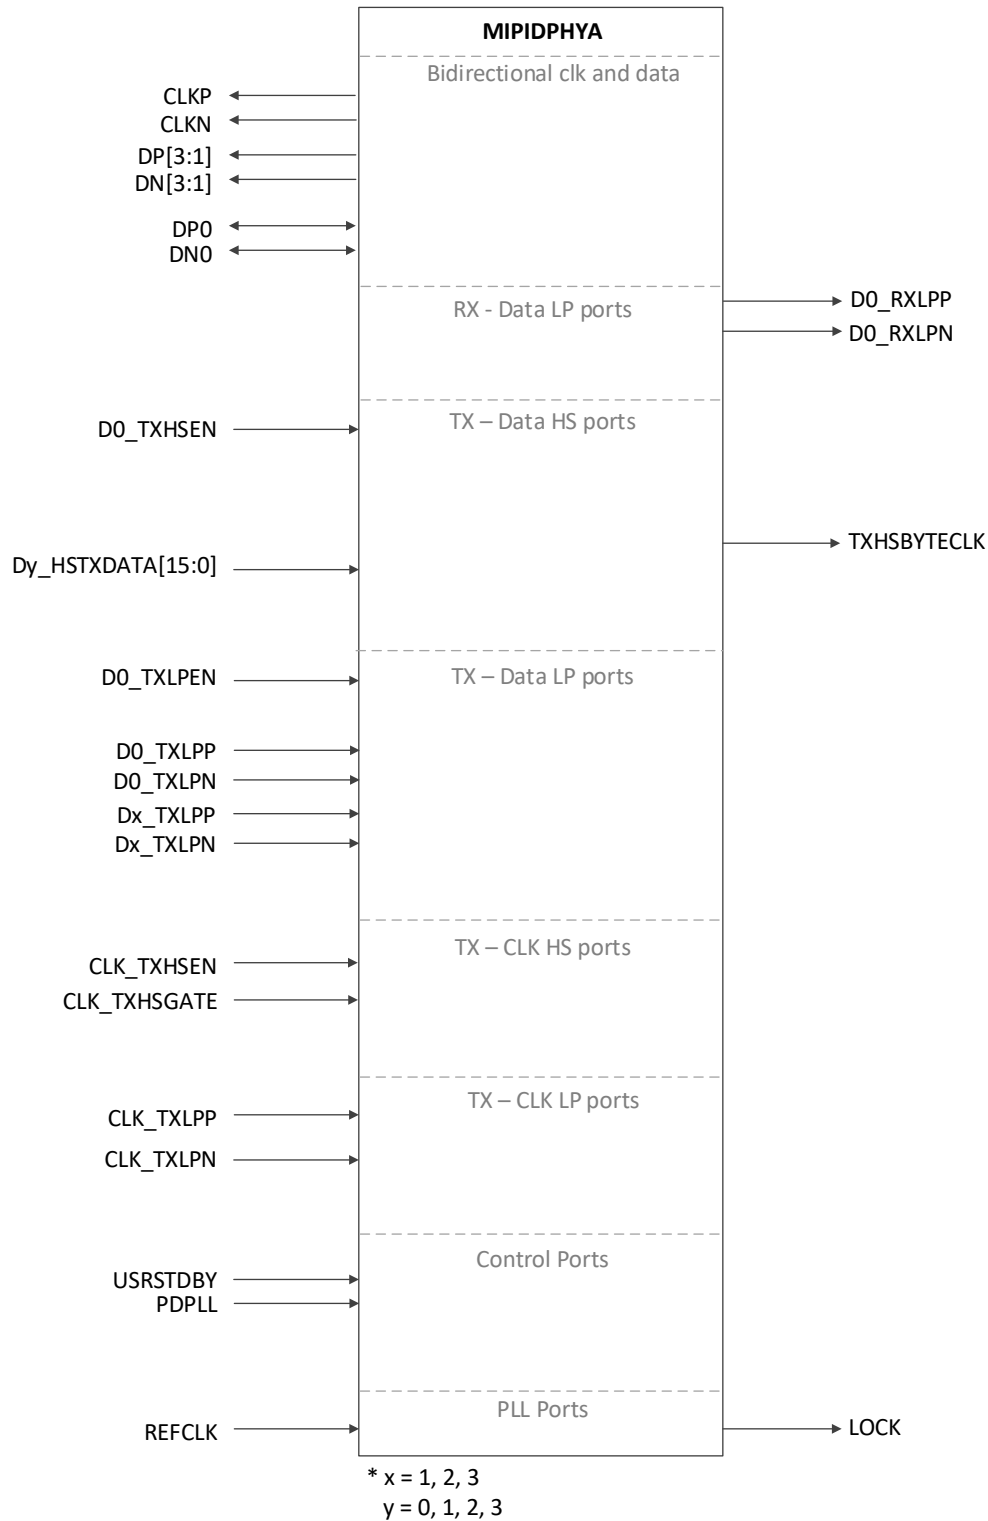 MIPIDPHYA
Bidirectional clk and data
CLKP
CLKN
DP[3:1]
DN[3:1]
DP0
DN0
RX - Data LP ports
D0_RXLPP
D0_RXLPN
TX – Data HS ports
D0_TXHSEN
TXHSBYTECLK
Dy_HSTXDATA[15:0]
TX – Data LP ports
D0_TXLPEN
D0_TXLPP
D0_TXLPN
Dx_TXLPP
Dx_TXLPN
TX – CLK HS ports
CLK_TXHSEN
CLK_TXHSGATE
TX – CLK LP ports
CLK_TXLPP
CLK_TXLPN
Control Ports
USRSTDBY
PDPLL
PLL Ports
REFCLK
LOCK
* x = 1, 2, 3
y = 0, 1, 2, 3